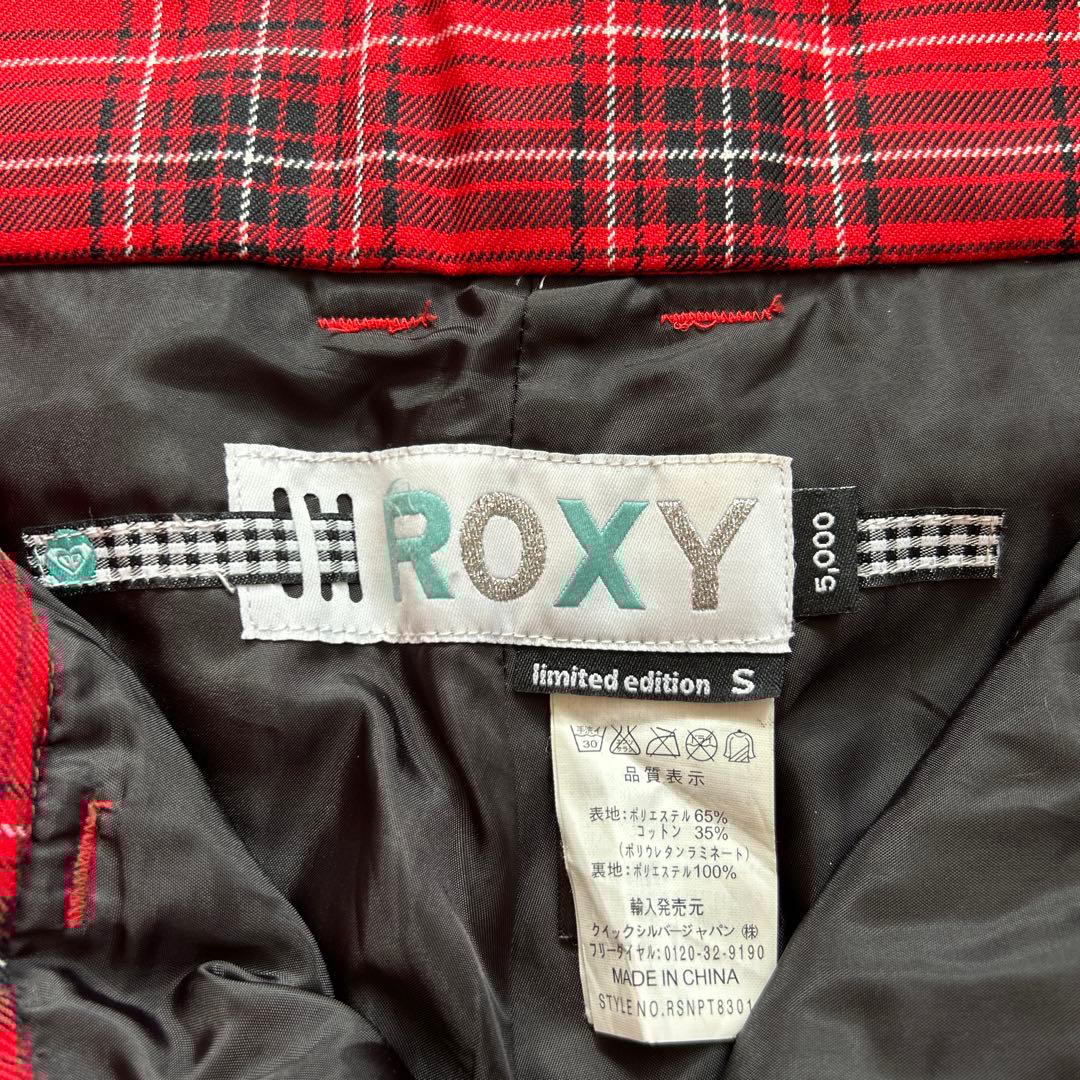 ROXY
5,000
limited edition S
手洗イ
30
品質表示
表地:ポリエステル 65%
コットン 35%
(ポリウレタンラミネート)
裏地:ポリエステル100%
輸入発売元
クイックシルバージャパン ㈱
フリーダイヤル:0120-32-9190
MADE IN CHINA
STYLE NO.RSNPT8301